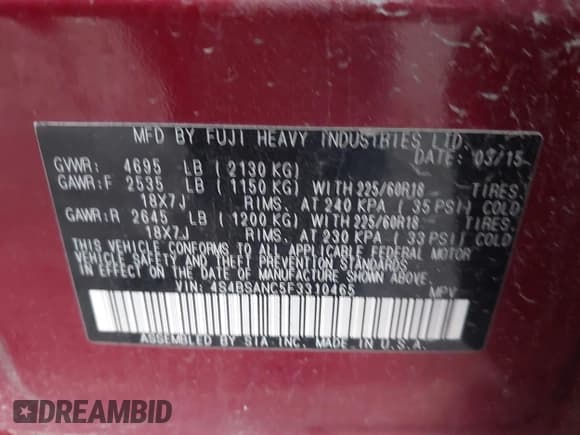 MFD BY FUJI HEAVY INDUSTRIES LTD.
DATE: 03/15
GVWR: 4695 LB (2130 KG)
GAWR:F 2535 LB (1150 KG) WITH 225/60R18 TIRES,
18X7J RIMS, AT 240 KPA (35 PSI) COLD
GAWR:R 2645 LB (1200 KG) WITH 225/60R18 TIRES,
18X7J RIMS, AT 230 KPA (33 PSI) COLD
THIS VEHICLE CONFORMS TO ALL APPLICABLE FEDERAL MOTOR
VEHICLE SAFETY AND THEFT PREVENTION STANDARDS IN
EFFECT ON THE DATE OF MANUFACTURE SHOWN ABOVE.
VIN: 4S4BSANC5F3310465 MPV
ASSEMBLED BY SIA INC. MADE IN U.S.A.
DREAMBID